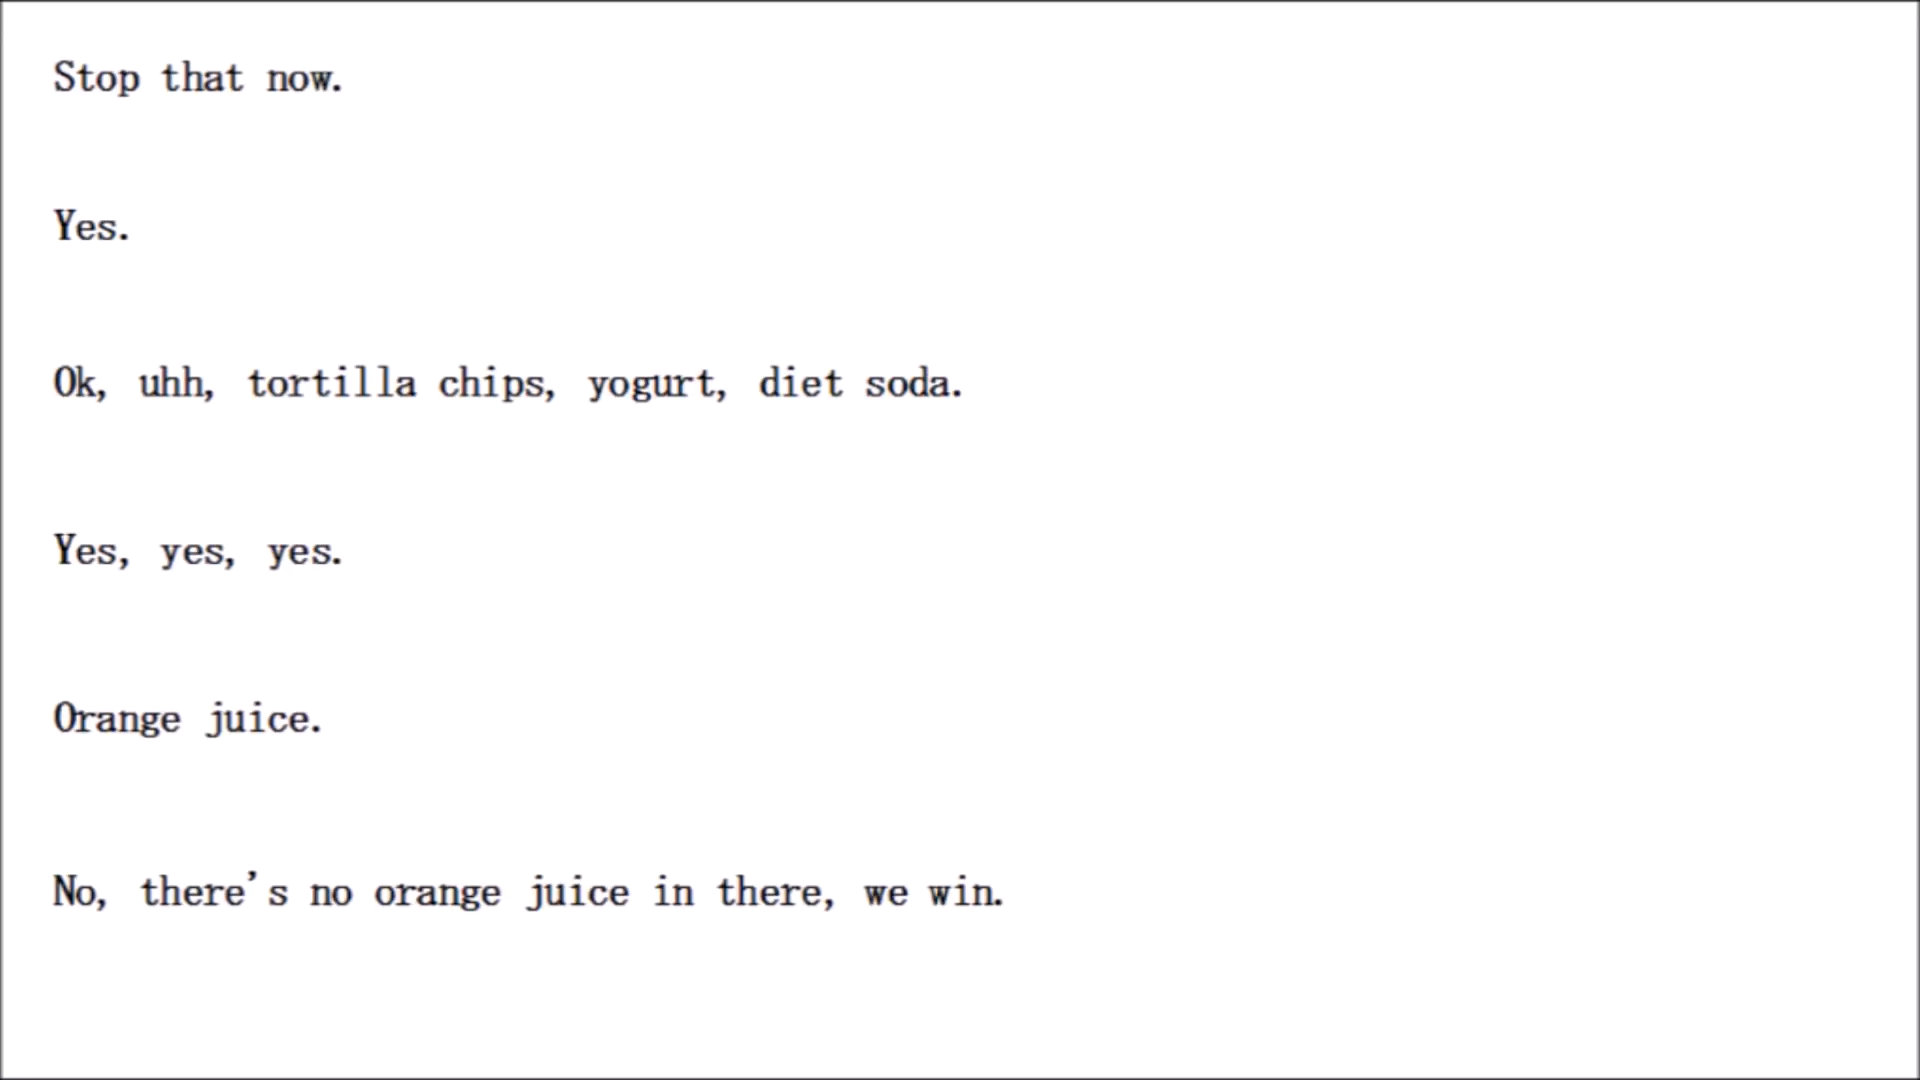 Stop that now.
Yes.
Ok, uhh, tortilla chips, yogurt, diet soda.
Yes, yes, yes.
Orange juice.
No, there's no orange juice in there, we win.